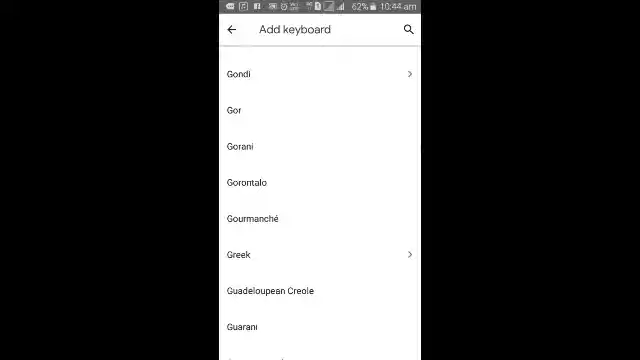 62% 10:44 am
Add keyboard
Gondi
Gor
Gorani
Gorontalo
Gourmanché
Greek
Guadeloupean Creole
Guarani